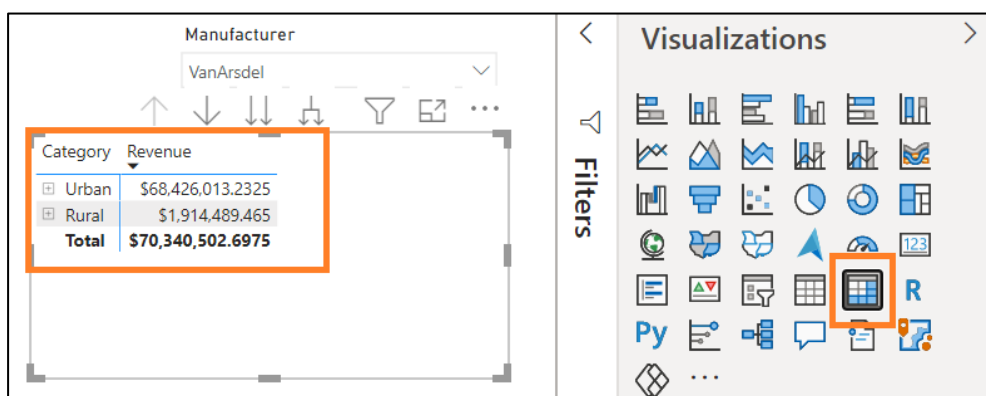 Manufacturer
VanArsdel
Category Revenue
Urban $68,426,013.2325
Rural $1,914,489.465
Total $70,340,502.6975
Filters
Visualizations
123
R
Py